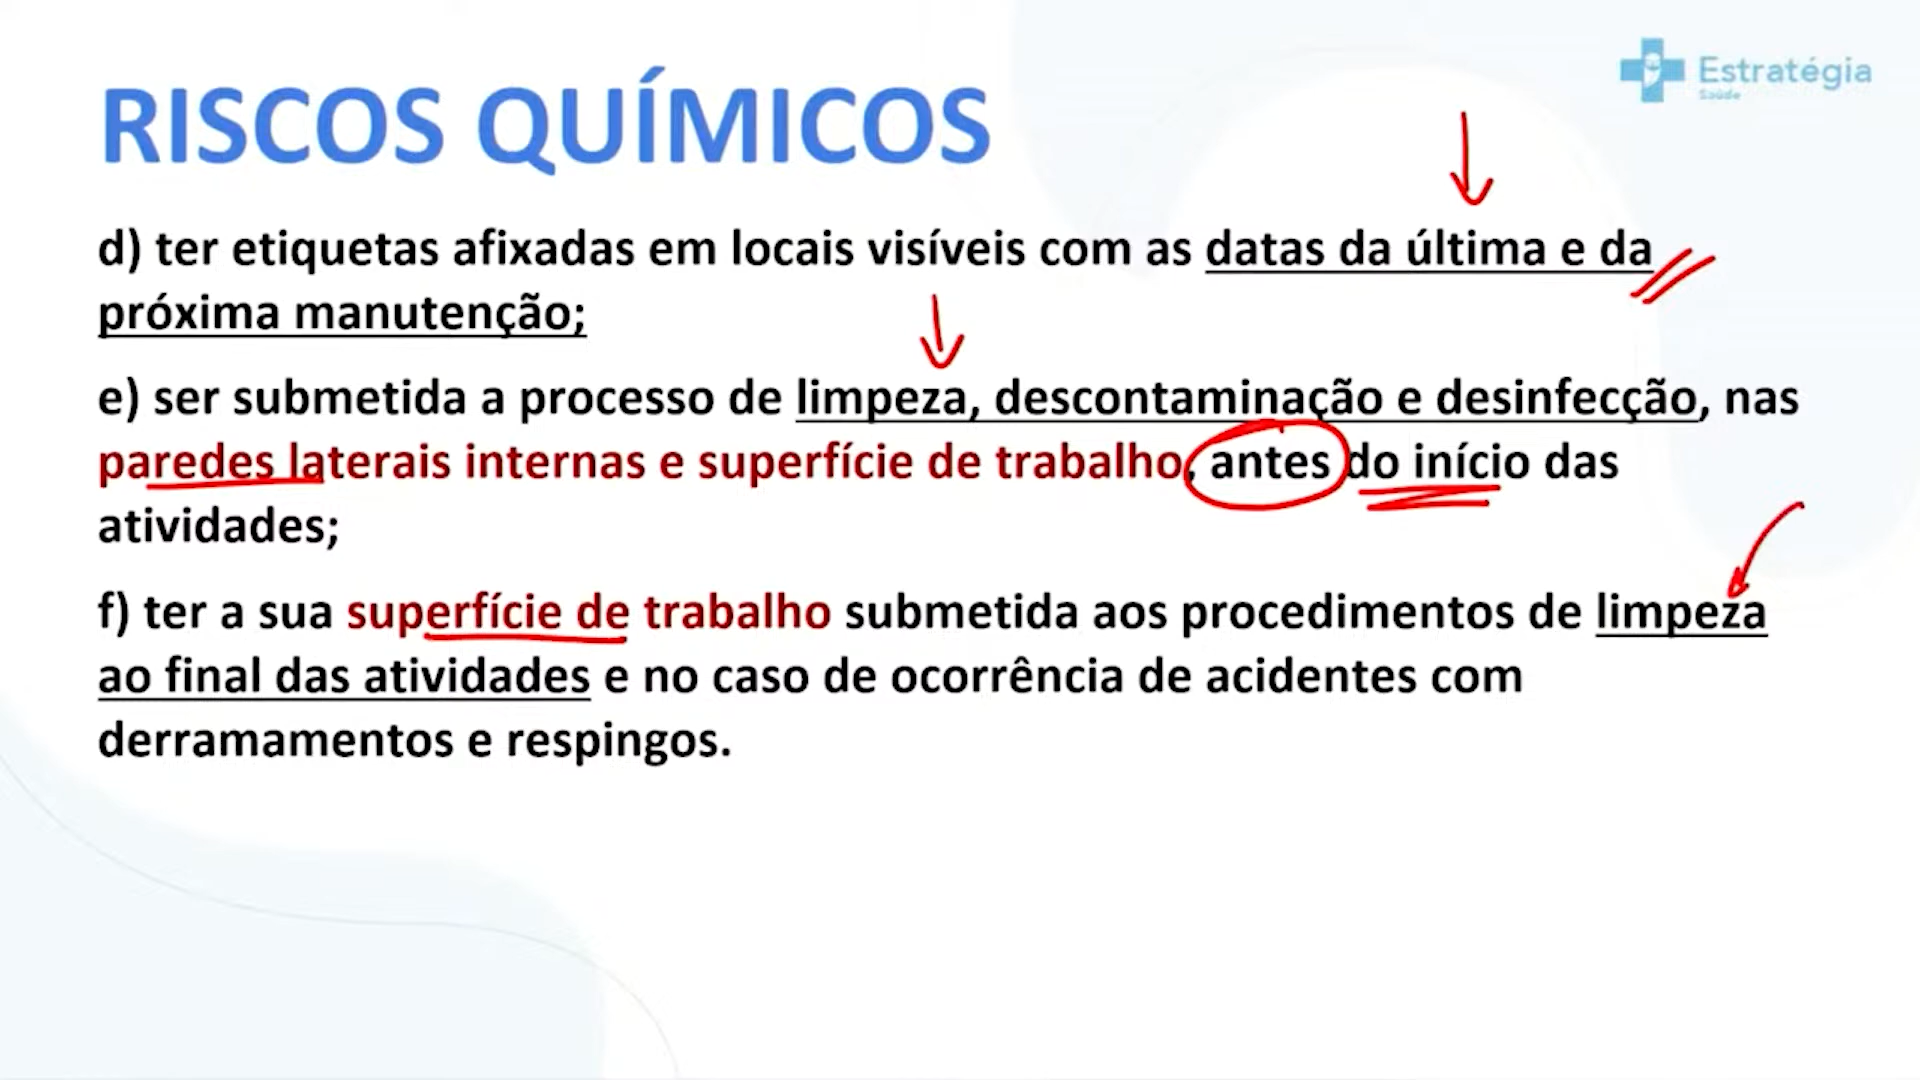 Estratégia
Saúde
RISCOS QUÍMICOS
d) ter etiquetas afixadas em locais visíveis com as datas da última e da
próxima manutenção;
e) ser submetida a processo de limpeza, descontaminação e desinfecção, nas
paredes laterais internas e superfície de trabalho, antes do início das
atividades;
f) ter a sua superfície de trabalho submetida aos procedimentos de limpeza
ao final das atividades e no caso de ocorrência de acidentes com
derramamentos e respingos.